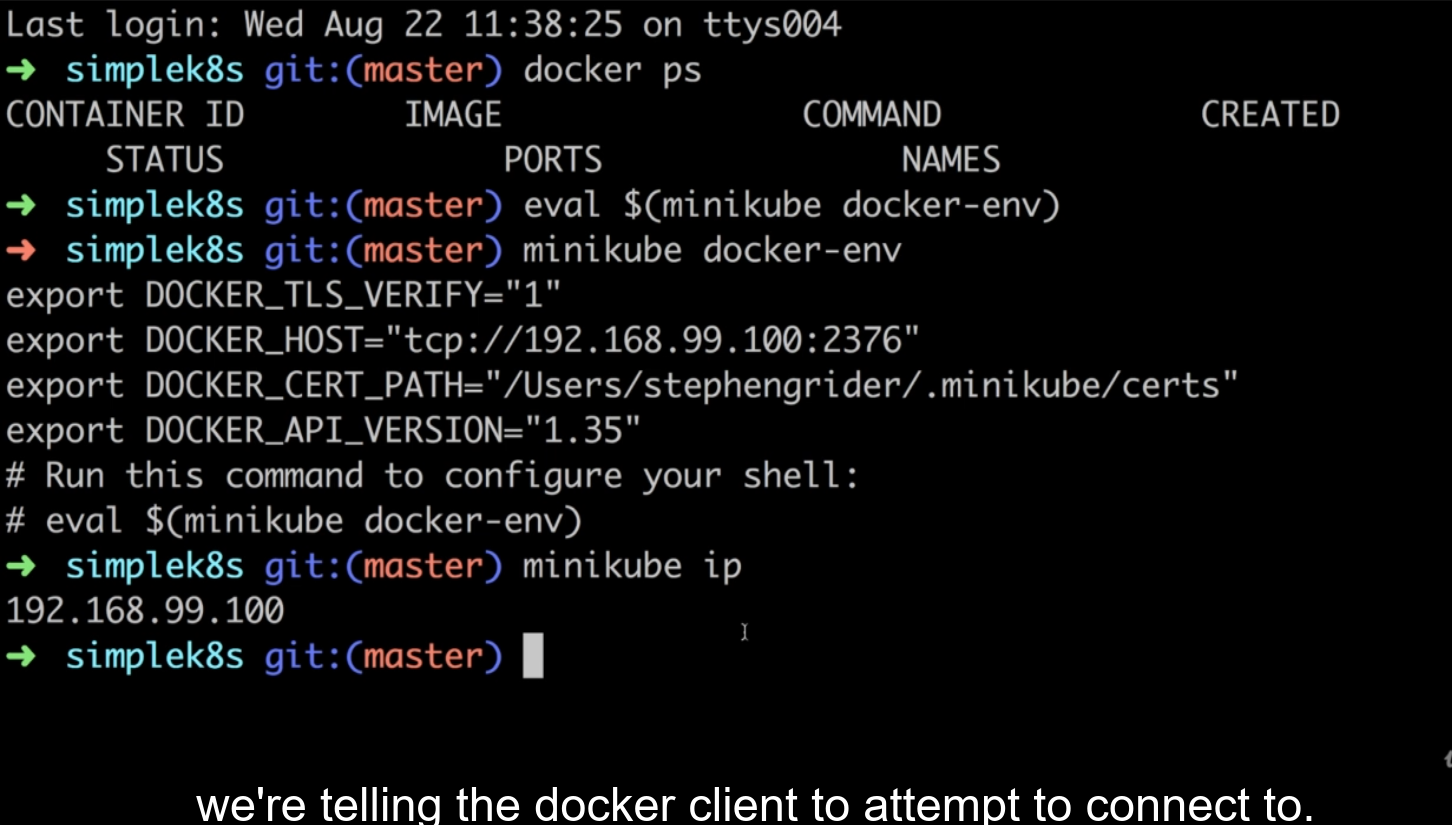 Last login: Wed Aug 22 11:38:25 on ttys004
➜ simplek8s git:(master) docker ps
CONTAINER ID IMAGE COMMAND CREATED
STATUS PORTS NAMES
➜ simplek8s git:(master) eval $(minikube docker-env)
➜ simplek8s git:(master) minikube docker-env
export DOCKER_TLS_VERIFY="1"
export DOCKER_HOST="tcp://192.168.99.100:2376"
export DOCKER_CERT_PATH="/Users/stephengrider/.minikube/certs"
export DOCKER_API_VERSION="1.35"
# Run this command to configure your shell:
# eval $(minikube docker-env)
➜ simplek8s git:(master) minikube ip
192.168.99.100
➜ simplek8s git:(master)
we're telling the docker client to attempt to connect to.